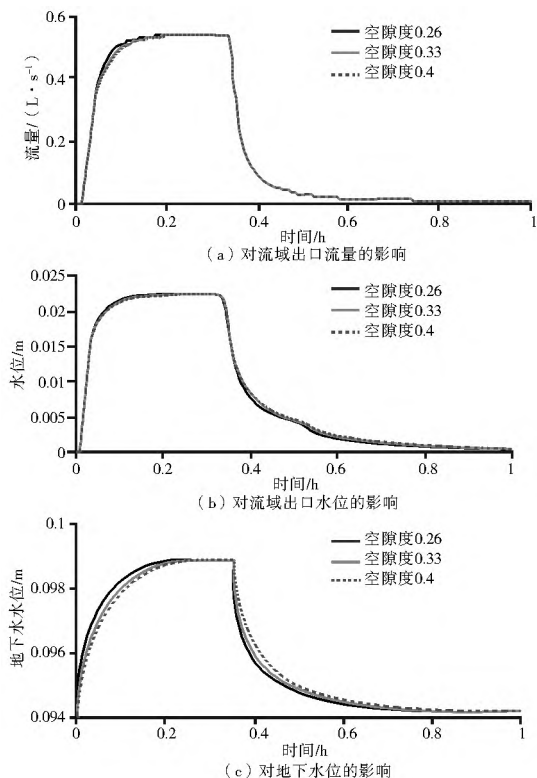 0.6
0.4
0.2
0
流量/(L·s⁻¹)
空隙度0.26
空隙度0.33
空隙度0.4
0 0.2 0.4 0.6 0.8 1
时间/h
(a)对流域出口流量的影响
0.025
0.020
0.015
0.010
0.005
0
水位/m
空隙度0.26
空隙度0.33
空隙度0.4
0 0.2 0.4 0.6 0.8 1
时间/h
(b)对流域出口水位的影响
0.1
0.098
0.096
0.094
地下水水位/m
空隙度0.26
空隙度0.33
空隙度0.4
0 0.2 0.4 0.6 0.8 1
时间/h
(c)对地下水位的影响